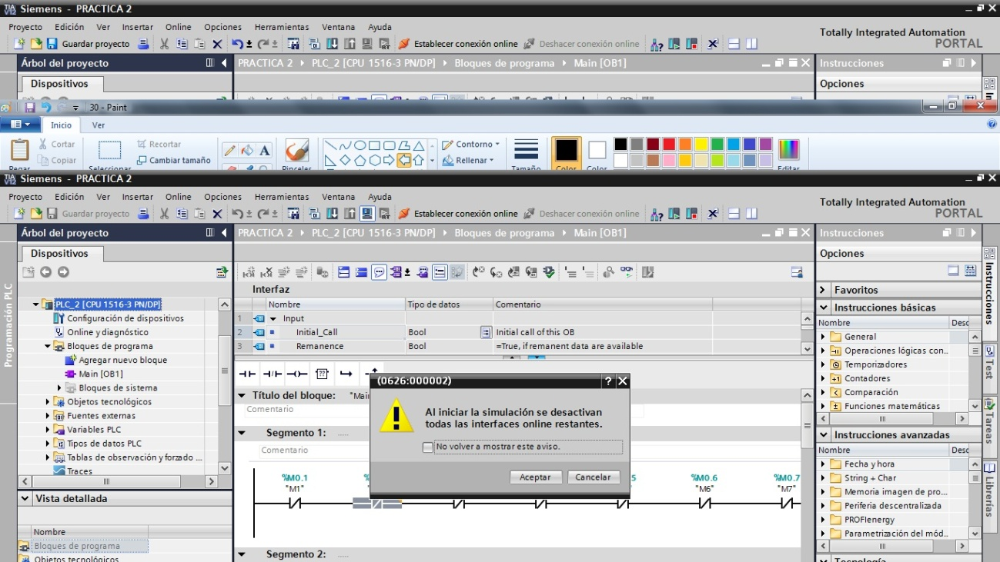 Siemens - PRACTICA 2
Proyecto Edición Ver Insertar Online Opciones Herramientas Ventana Ayuda
Totally Integrated Automation
PORTAL
Guardar proyecto Establecer conexión online Deshacer conexión online
Árbol del proyecto
PRACTICA 2 PLC_2 [CPU 1516-3 PN/DP] Bloques de programa Main [OB1]
Instrucciones
Dispositivos
Opciones
30 - Paint
Inicio Ver
Cortar
Copiar
Pegar
Seleccionar
Recortar
Cambiar tamaño
Pinceles
Contorno
Rellenar
Tamaño
Color
Color
Editar
Siemens - PRACTICA 2
Proyecto Edición Ver Insertar Online Opciones Herramientas Ventana Ayuda
Totally Integrated Automation
PORTAL
Guardar proyecto Establecer conexión online Deshacer conexión online
Árbol del proyecto
PRACTICA 2 PLC_2 [CPU 1516-3 PN/DP] Bloques de programa Main [OB1]
Instrucciones
Dispositivos
Opciones
Programación PLC
PLC_2 [CPU 1516-3 PN/DP]
Configuración de dispositivos
Online y diagnóstico
Bloques de programa
Agregar nuevo bloque
Main [OB1]
Bloques de sistema
Objetos tecnológicos
Fuentes externas
Variables PLC
Tipos de datos PLC
Tablas de observación y forzado ...
Traces
Vista detallada
Nombre
Bloques de programa
Objetos tecnológicos
Interfaz
Nombre Tipo de datos Comentario
1 Input
2 Initial_Call Bool Initial call of this OB
3 Remanence Bool =True, if remanent data are available
Título del bloque: "Mai
Comentario
Segmento 1: .....
Comentario
%M0.1
"M1"
%M0.6
"M6"
%M0.7
"M7"
Segmento 2: .....
(0626:000002)
Al iniciar la simulación se desactivan
todas las interfaces online restantes.
No volver a mostrar este aviso.
Aceptar Cancelar
Favoritos
Instrucciones básicas
Nombre Desc
General
Operaciones lógicas con..
Temporizadores
Contadores
Comparación
Funciones matemáticas
Instrucciones avanzadas
Nombre Desc
Fecha y hora
String + Char
Memoria imagen de pro...
Periferia descentralizada
PROFIenergy
Parametrización del mód..
Tecnología
Instrucciones
Test
Tareas
Librerías